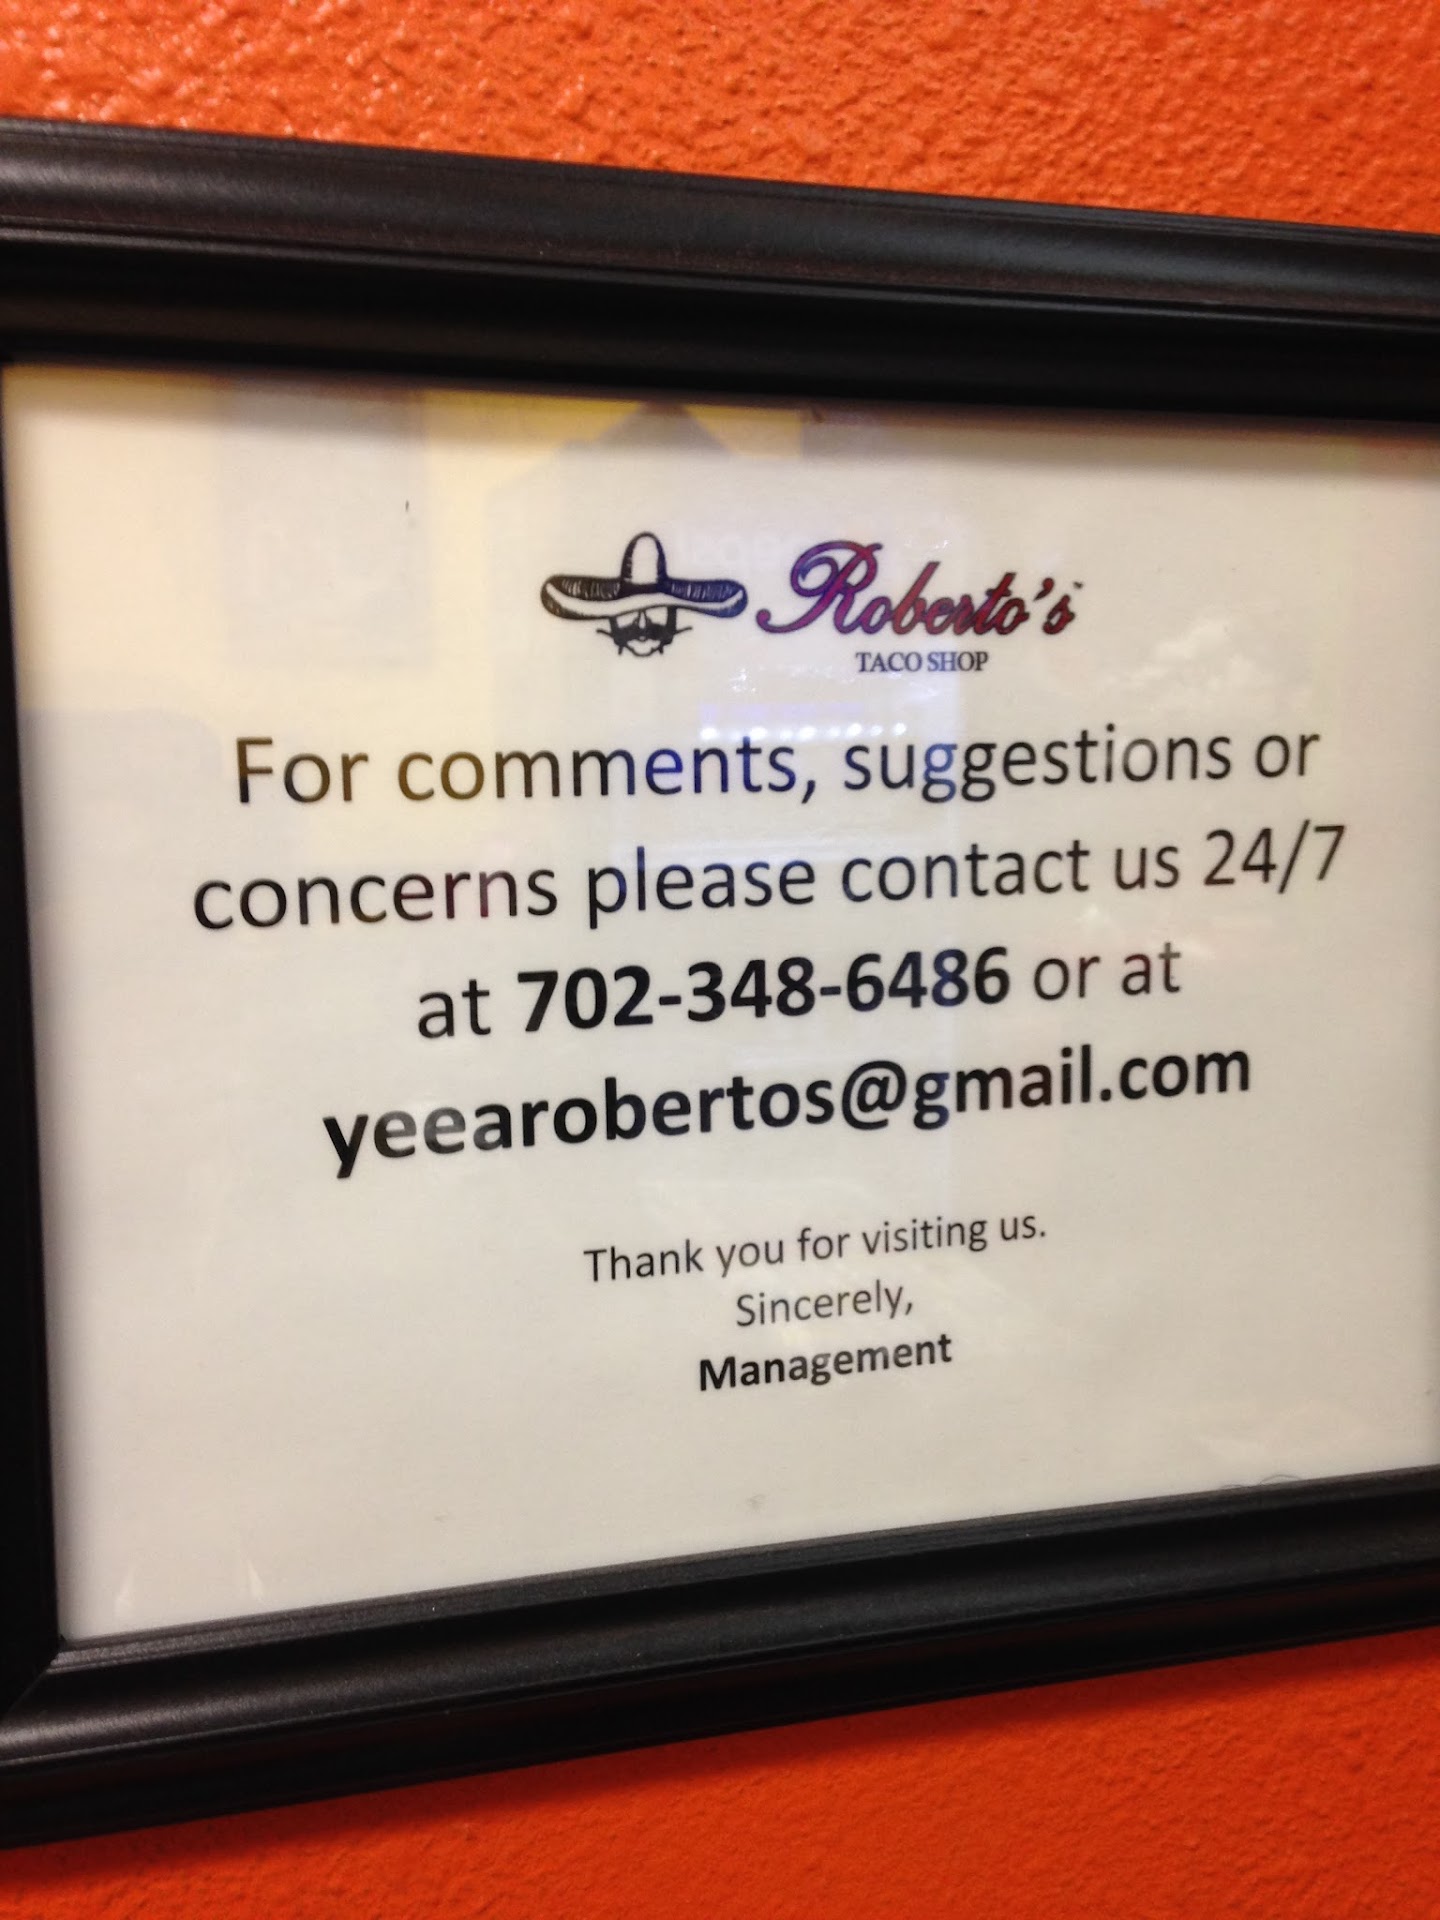 Roberto's
TACO SHOP
For comments, suggestions or
concerns please contact us 24/7
at 702-348-6486 or at
yeearobertos@gmail.com
Thank you for visiting us.
Sincerely,
Management